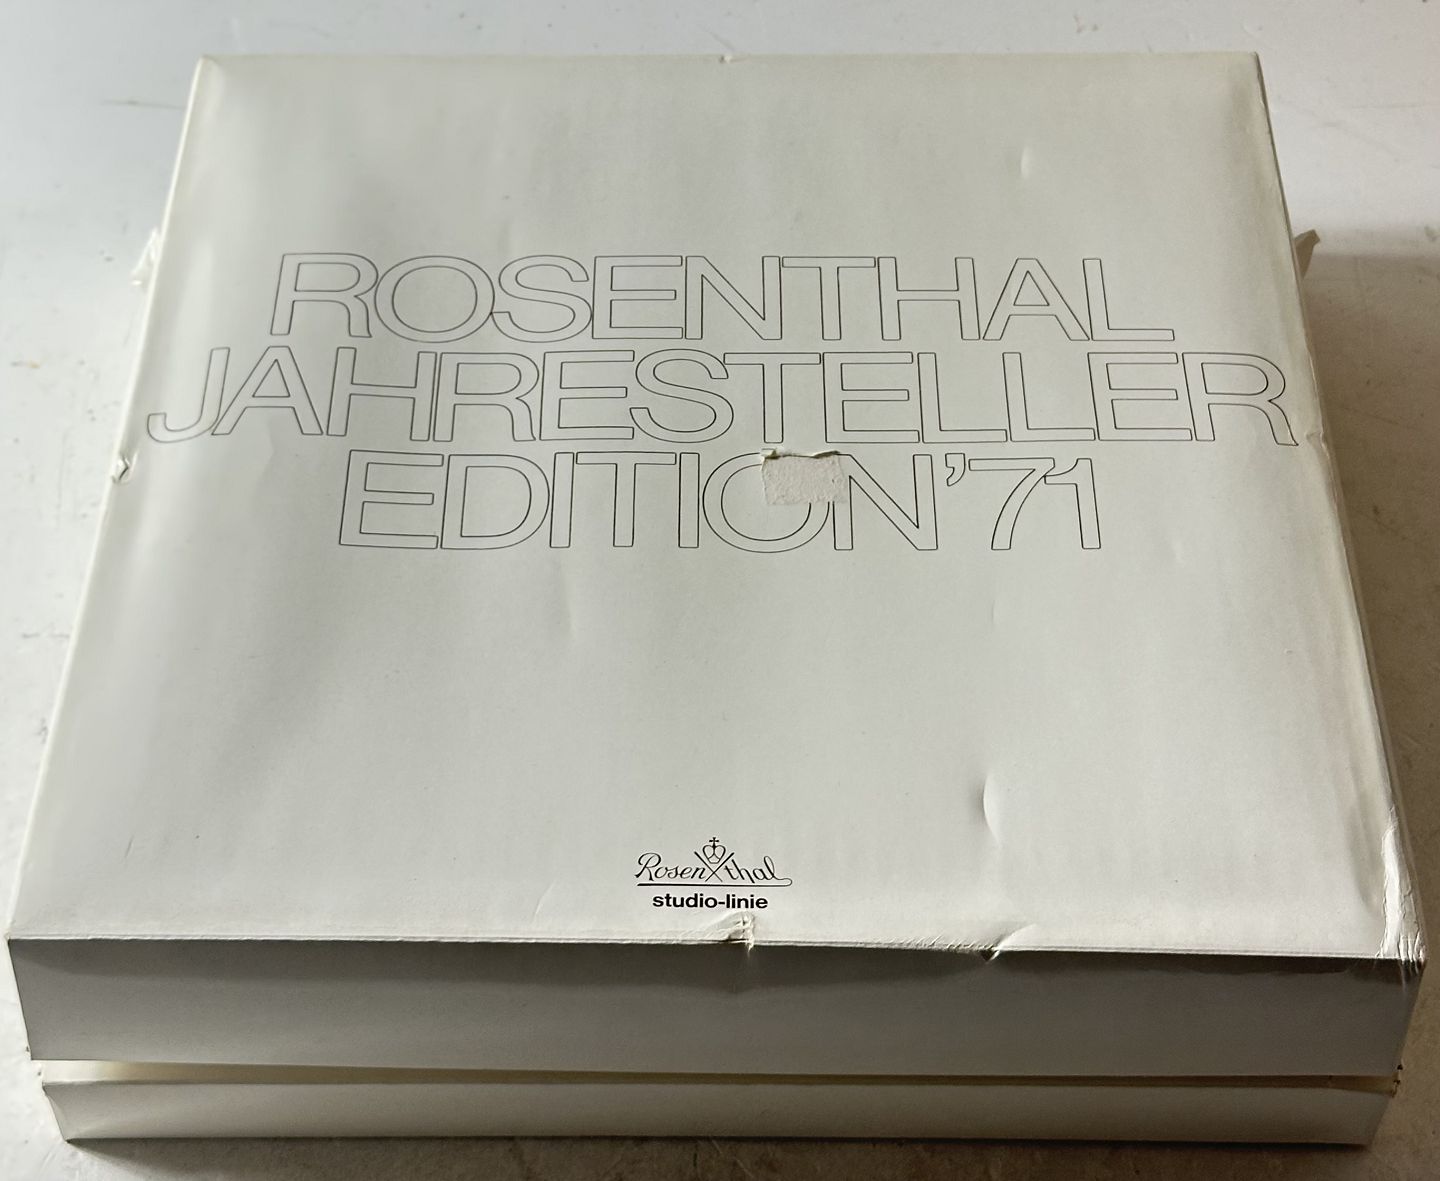 ROSENTHAL
JAHRESTELLER
EDITION '71
Rosenthal
studio-linie